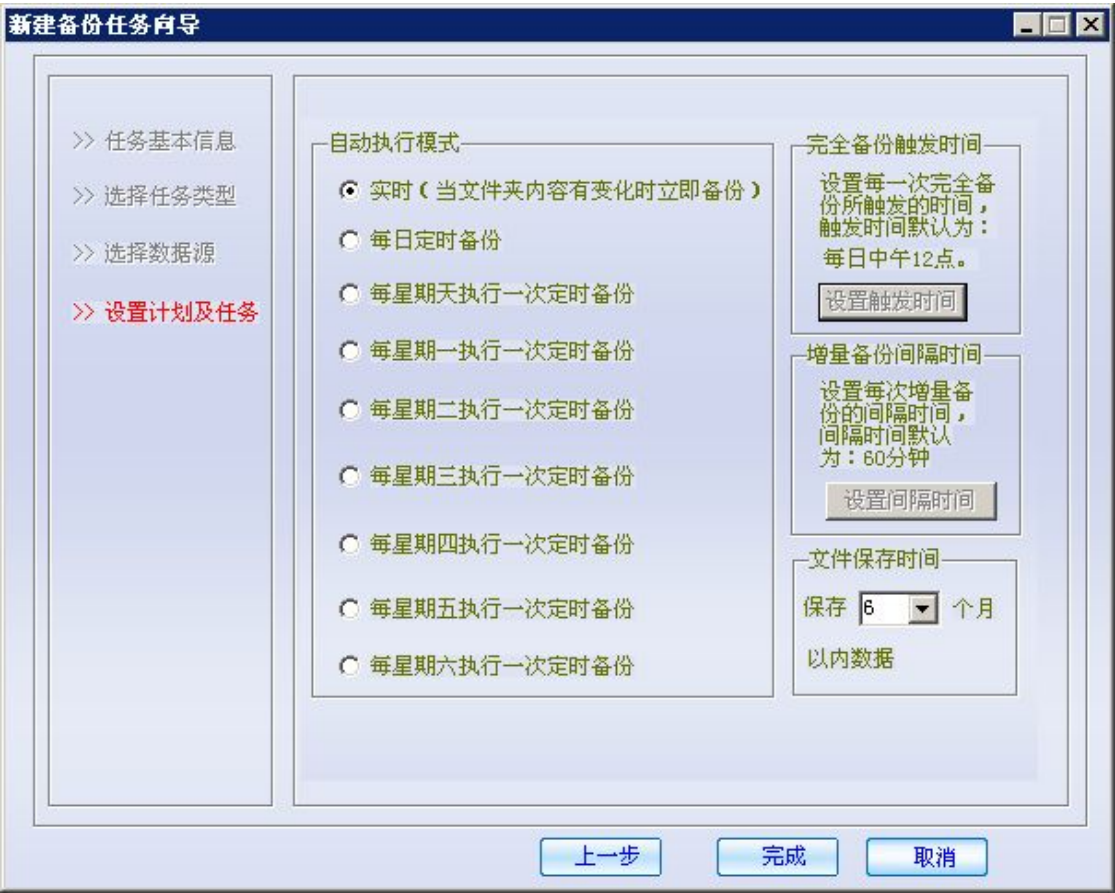 新建备份任务向导
>> 任务基本信息
>> 选择任务类型
>> 选择数据源
>> 设置计划及任务
自动执行模式
实时(当文件夹内容有变化时立即备份)
每日定时备份
每星期天执行一次定时备份
每星期一执行一次定时备份
每星期二执行一次定时备份
每星期三执行一次定时备份
每星期四执行一次定时备份
每星期五执行一次定时备份
每星期六执行一次定时备份
完全备份触发时间
设置每一次完全备
份所触发的时间,
触发时间默认为:
每日中午12点。
设置触发时间
增量备份间隔时间
设置每次增量备
份的间隔时间,
间隔时间默认
为:60分钟
设置间隔时间
文件保存时间
保存 6 个月
以内数据
上一步 完成 取消